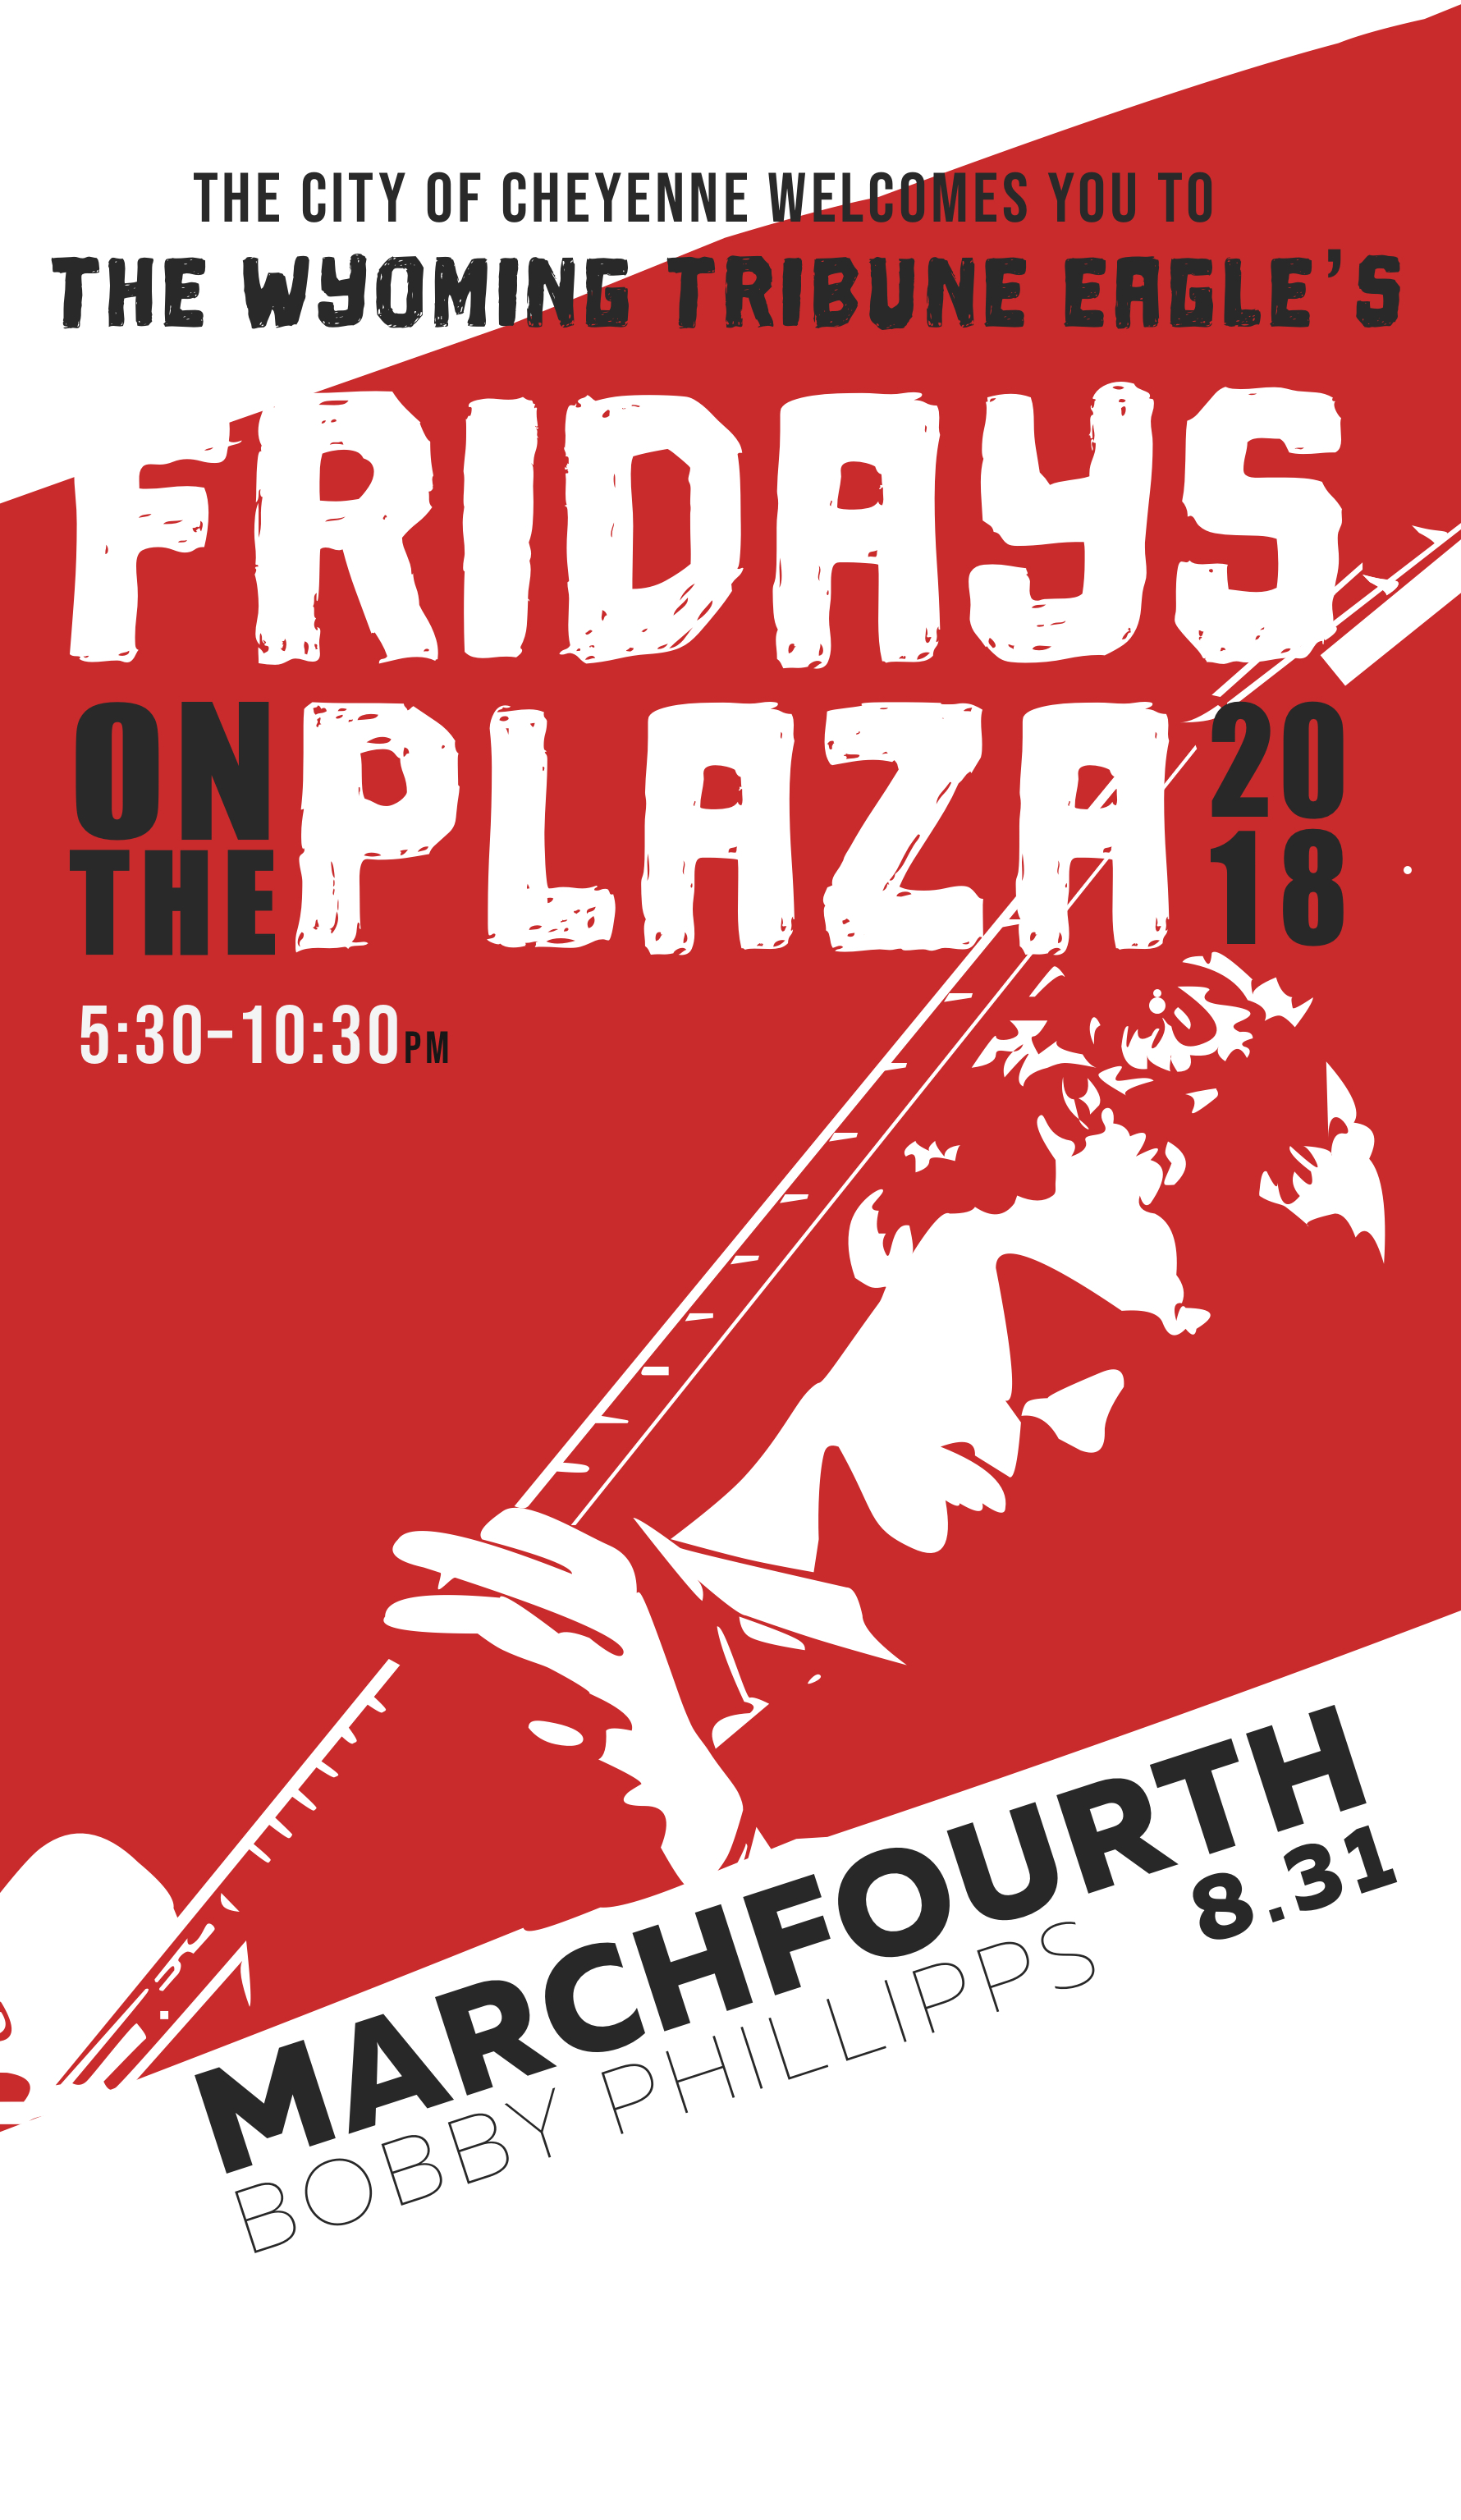 THE CITY OF CHEYENNE WELCOMES YOU TO
THE WYOMING TRIBUNE EAGLE'S
FRIDAYS
ON THE PLAZA 2018
5:30-10:30PM
MARCHFOURTH
BOBBY PHILLIPPS 8.31